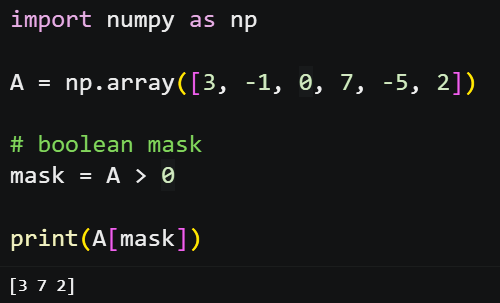 import numpy as np
A = np.array([3, -1, 0, 7, -5, 2])
# boolean mask
mask = A > 0
print(A[mask])
[3 7 2]